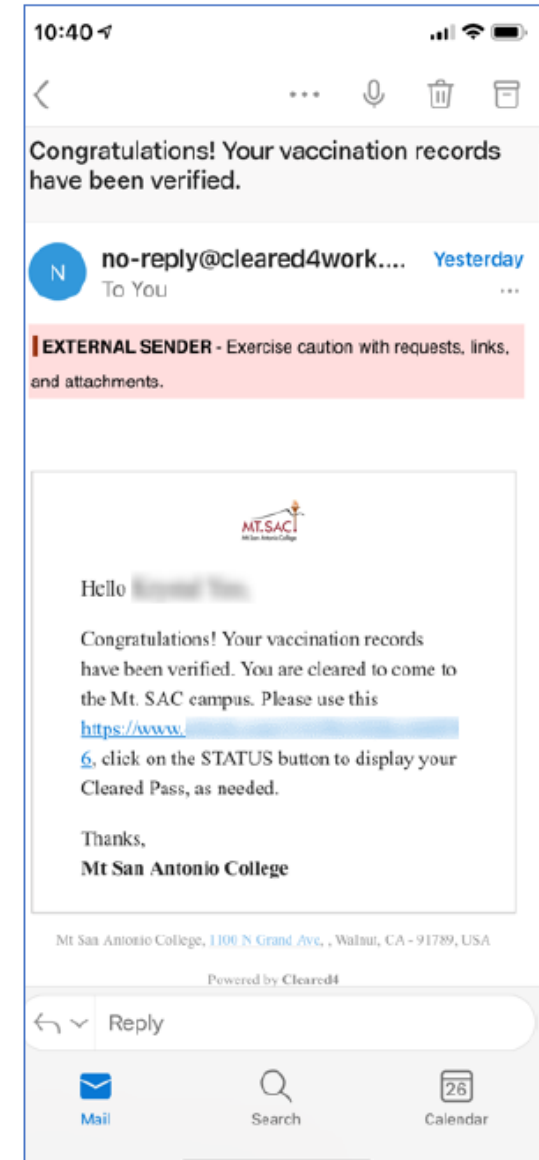 10:40
Congratulations! Your vaccination records
have been verified.
N
no-reply@cleared4work....
Yesterday
To You
EXTERNAL SENDER - Exercise caution with requests, links,
and attachments.
MT.SAC
Mt San Antonio College
Hello
Congratulations! Your vaccination records
have been verified. You are cleared to come to
the Mt. SAC campus. Please use this
https://www.
6, click on the STATUS button to display your
Cleared Pass, as needed.
Thanks,
Mt San Antonio College
Mt San Antonio College, 1100 N Grand Ave, , Walnut, CA - 91789, USA
Powered by Cleared4
Reply
26
Mail
Search
Calendar